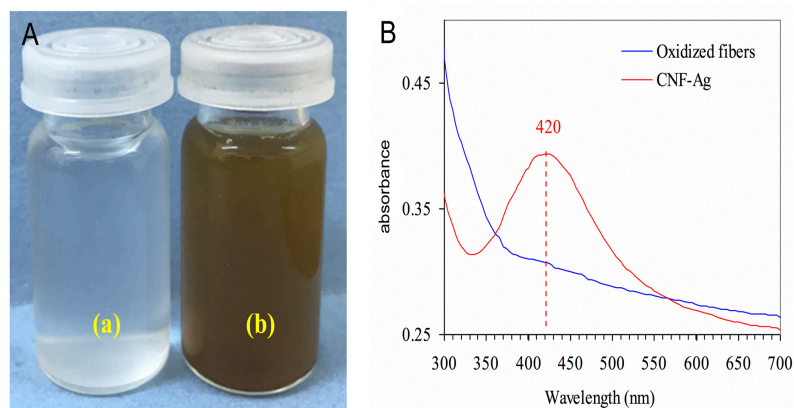 A
(a)
(b)
B
Oxidized fibers
CNF-Ag
420
absorbance
0.45
0.35
0.25
300 350 400 450 500 550 600 650 700
Wavelength (nm)